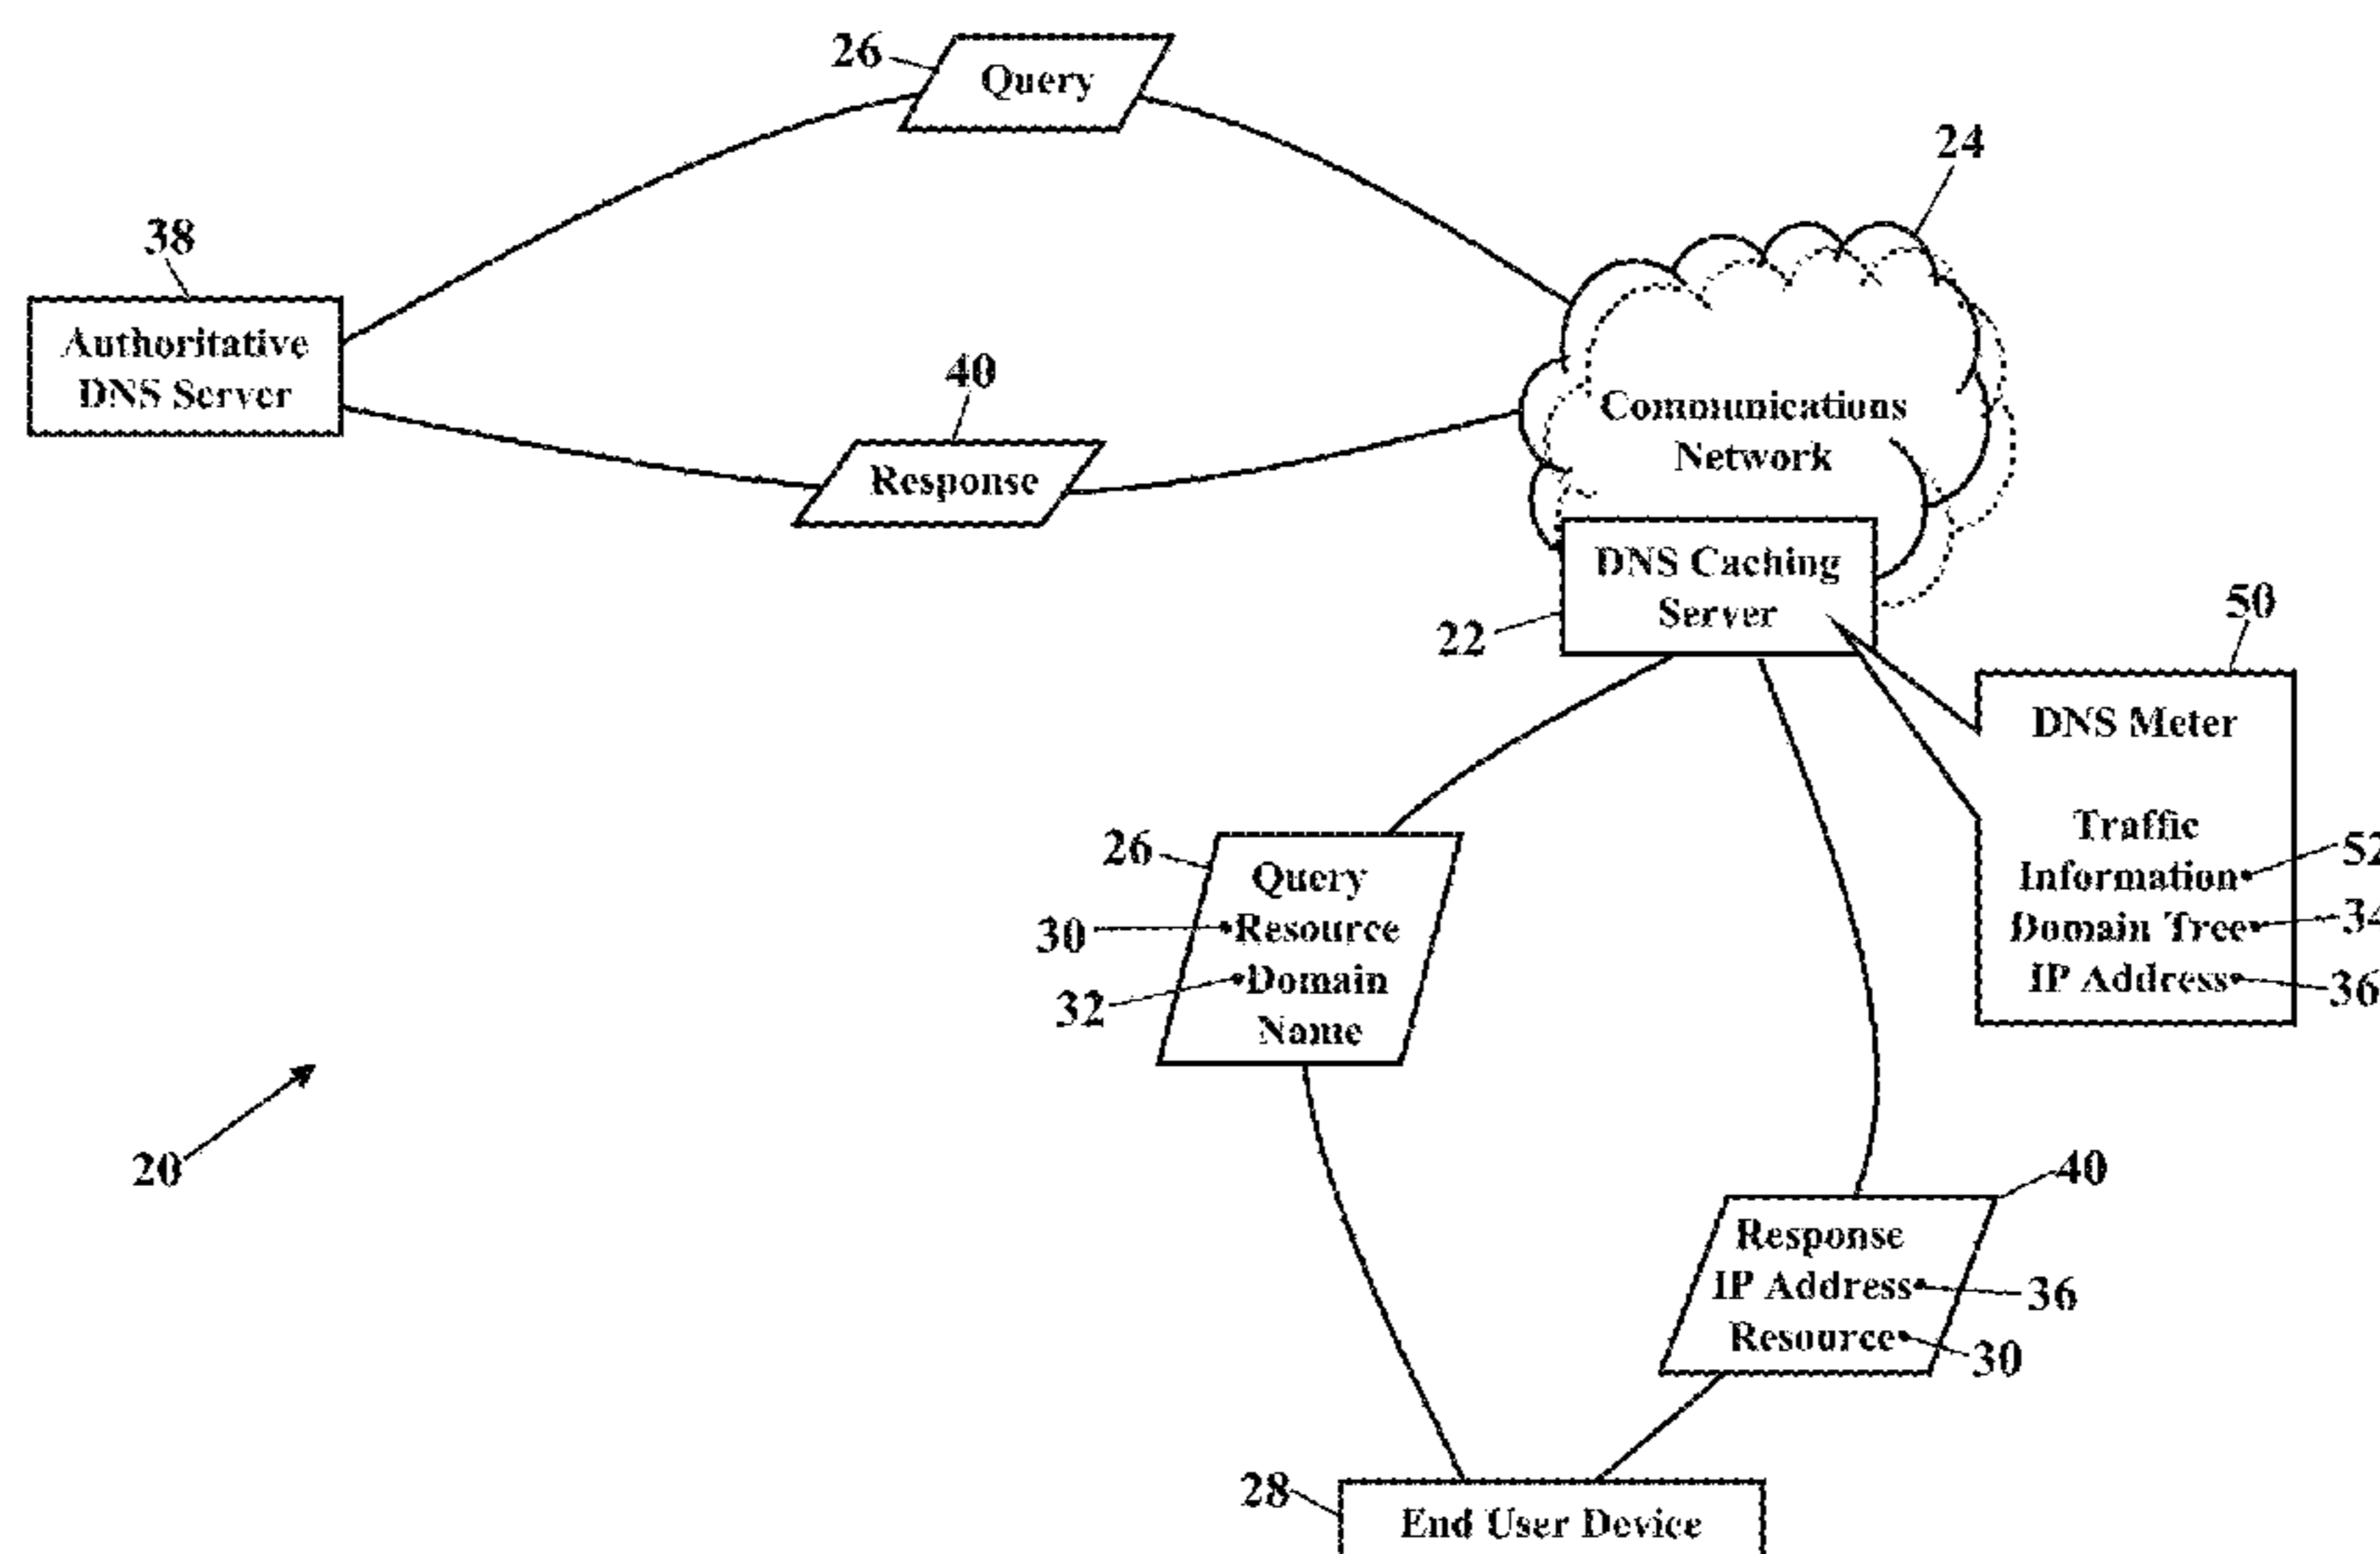 26
Query
24
38
Authoritative
DNS Server
40
Response
Communications
Network
DNS Caching
Server
22
50
DNS Meter
Traffic
Information
52
Domain Tree
34
IP Address
36
26
Query
30
•Resource
32
•Domain
Name
20
40
Response
IP Address
36
Resource
30
28
End User Device